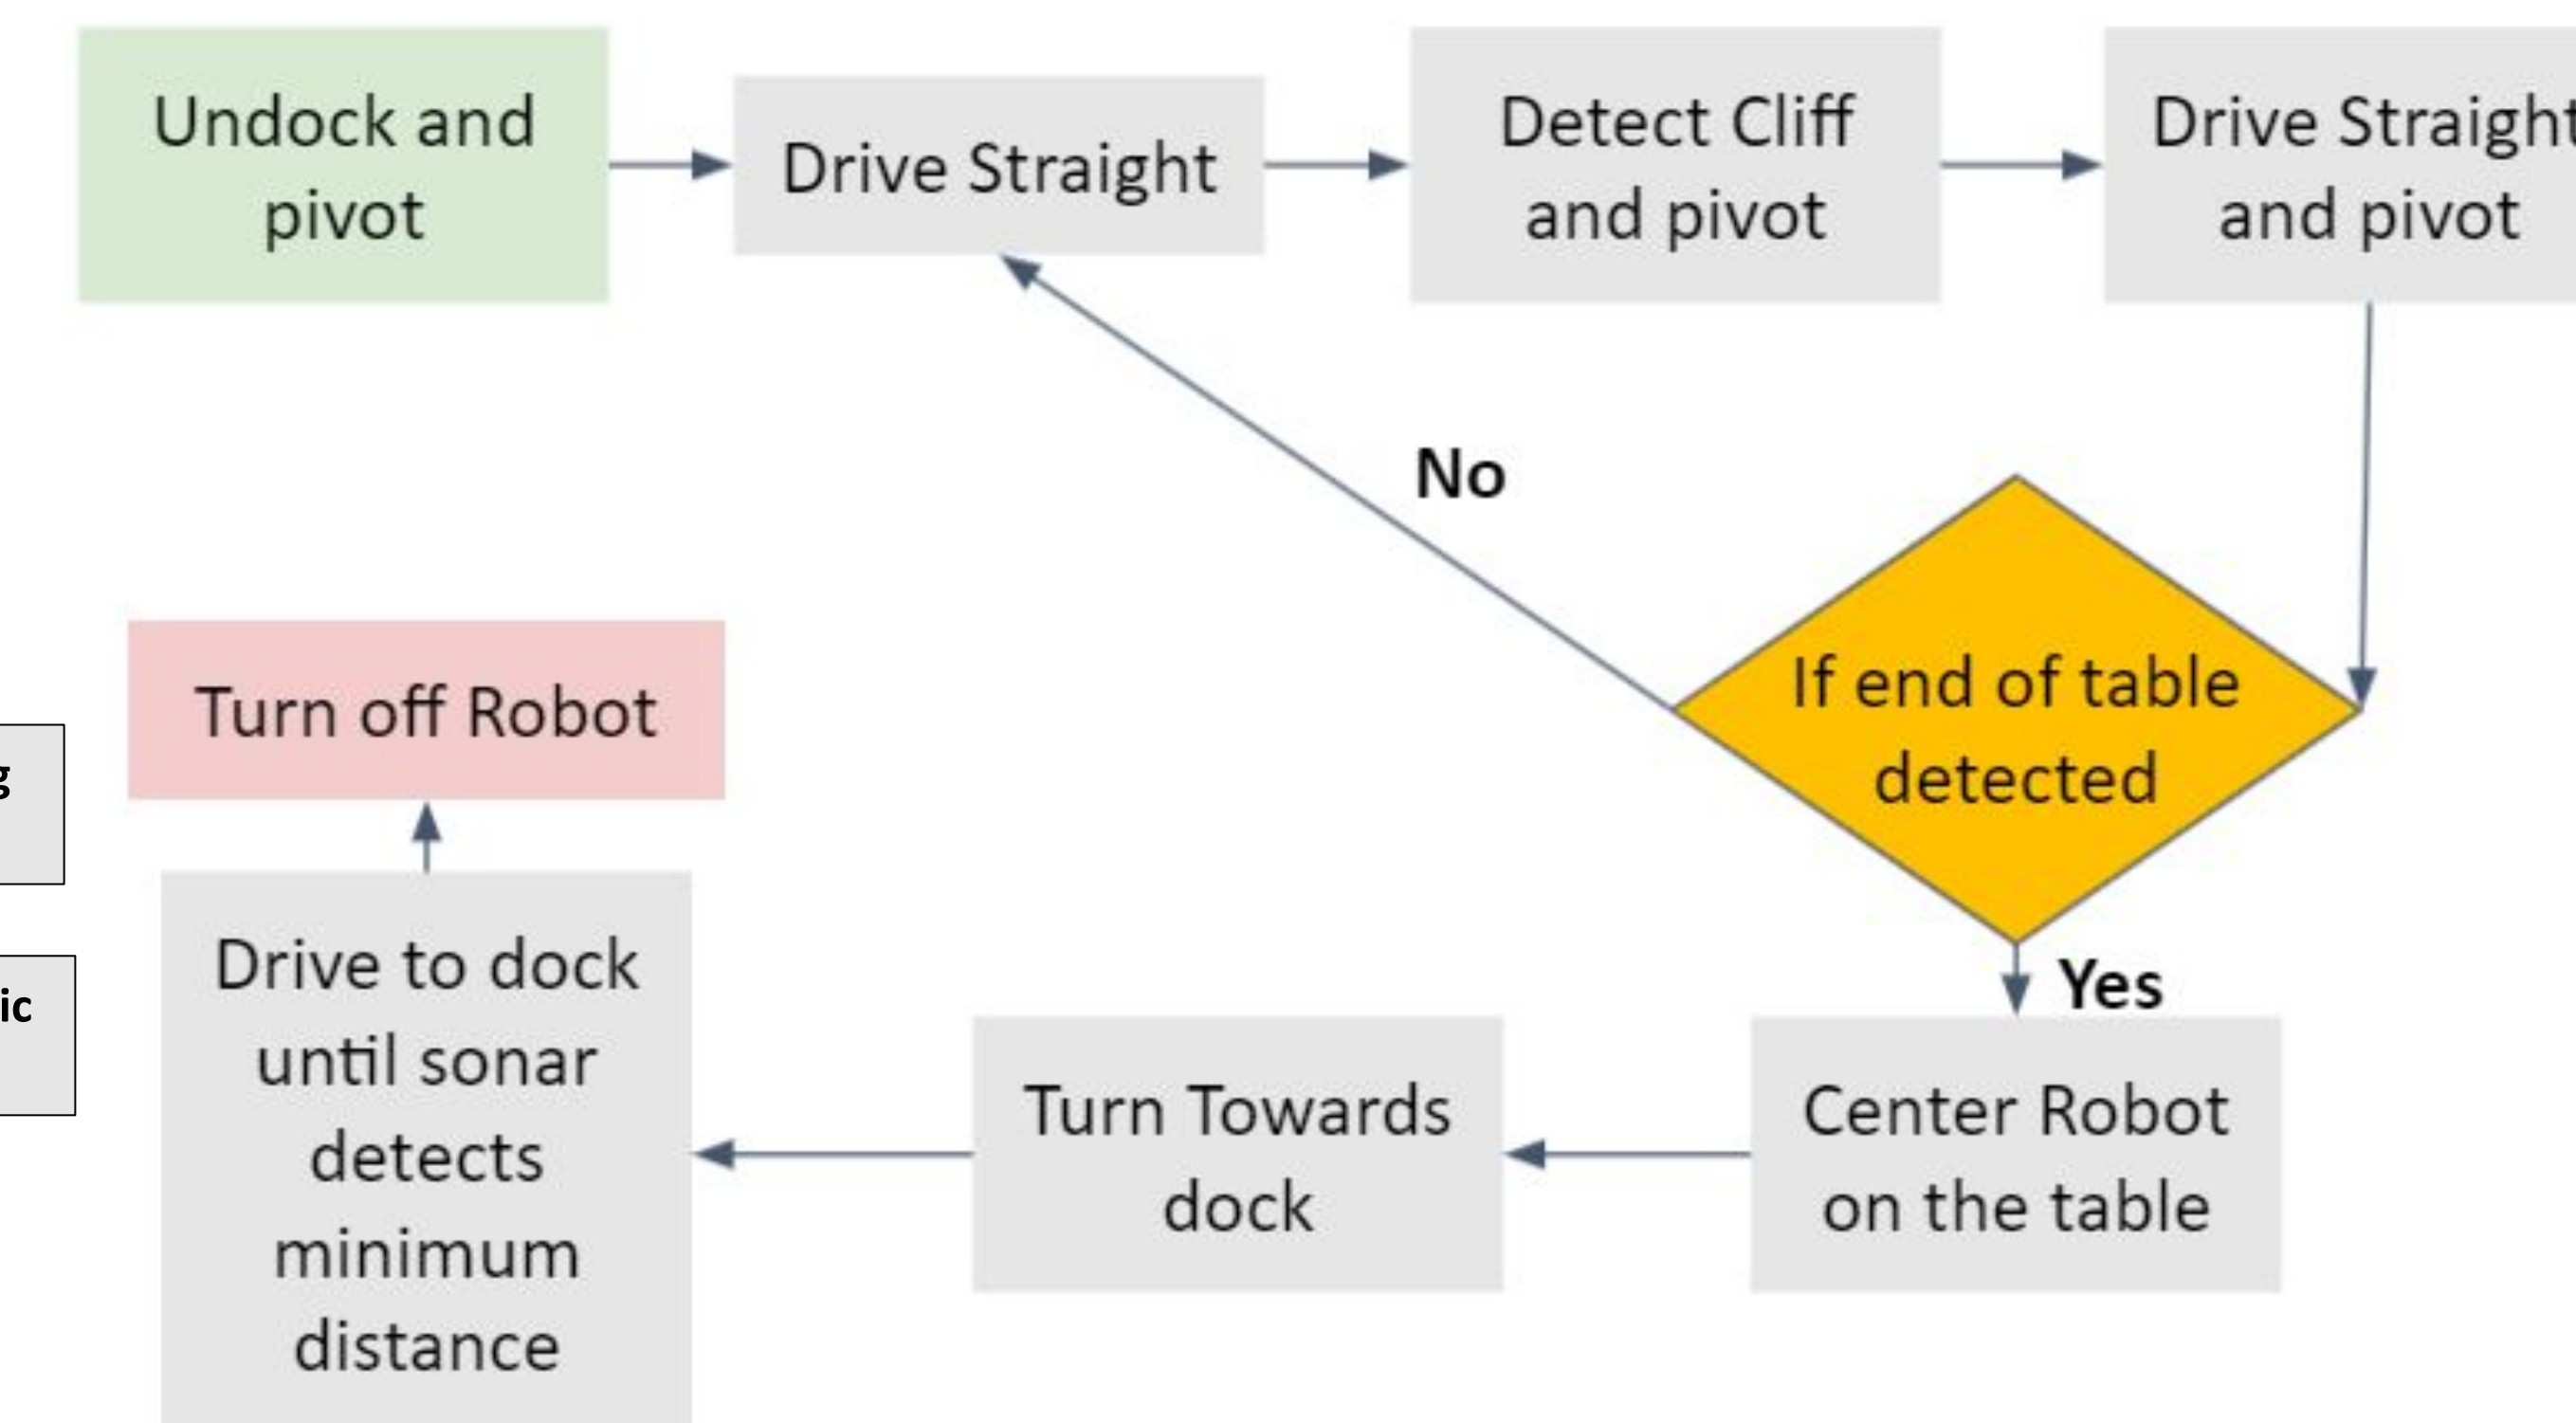 Undock and
pivot
Drive Straight
Detect Cliff
and pivot
Drive Straight
and pivot
No
If end of table
detected
Yes
Center Robot
on the table
Turn Towards
dock
Drive to dock
until sonar
detects
minimum
distance
Turn off Robot